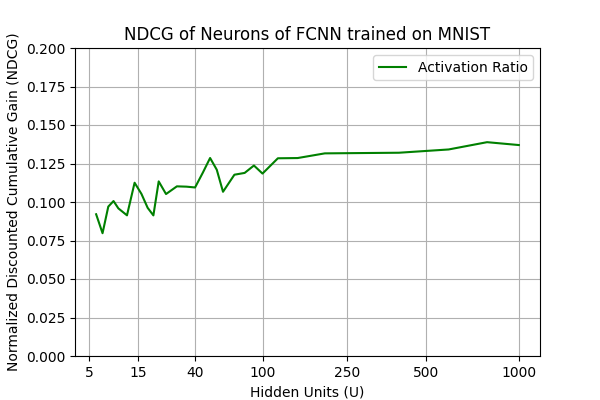 NDCG of Neurons of FCNN trained on MNIST
Normalized Discounted Cumulative Gain (NDCG)
0.200
0.175
0.150
0.125
0.100
0.075
0.050
0.025
0.000
Activation Ratio
5 15 40 100 250 500 1000
Hidden Units (U)